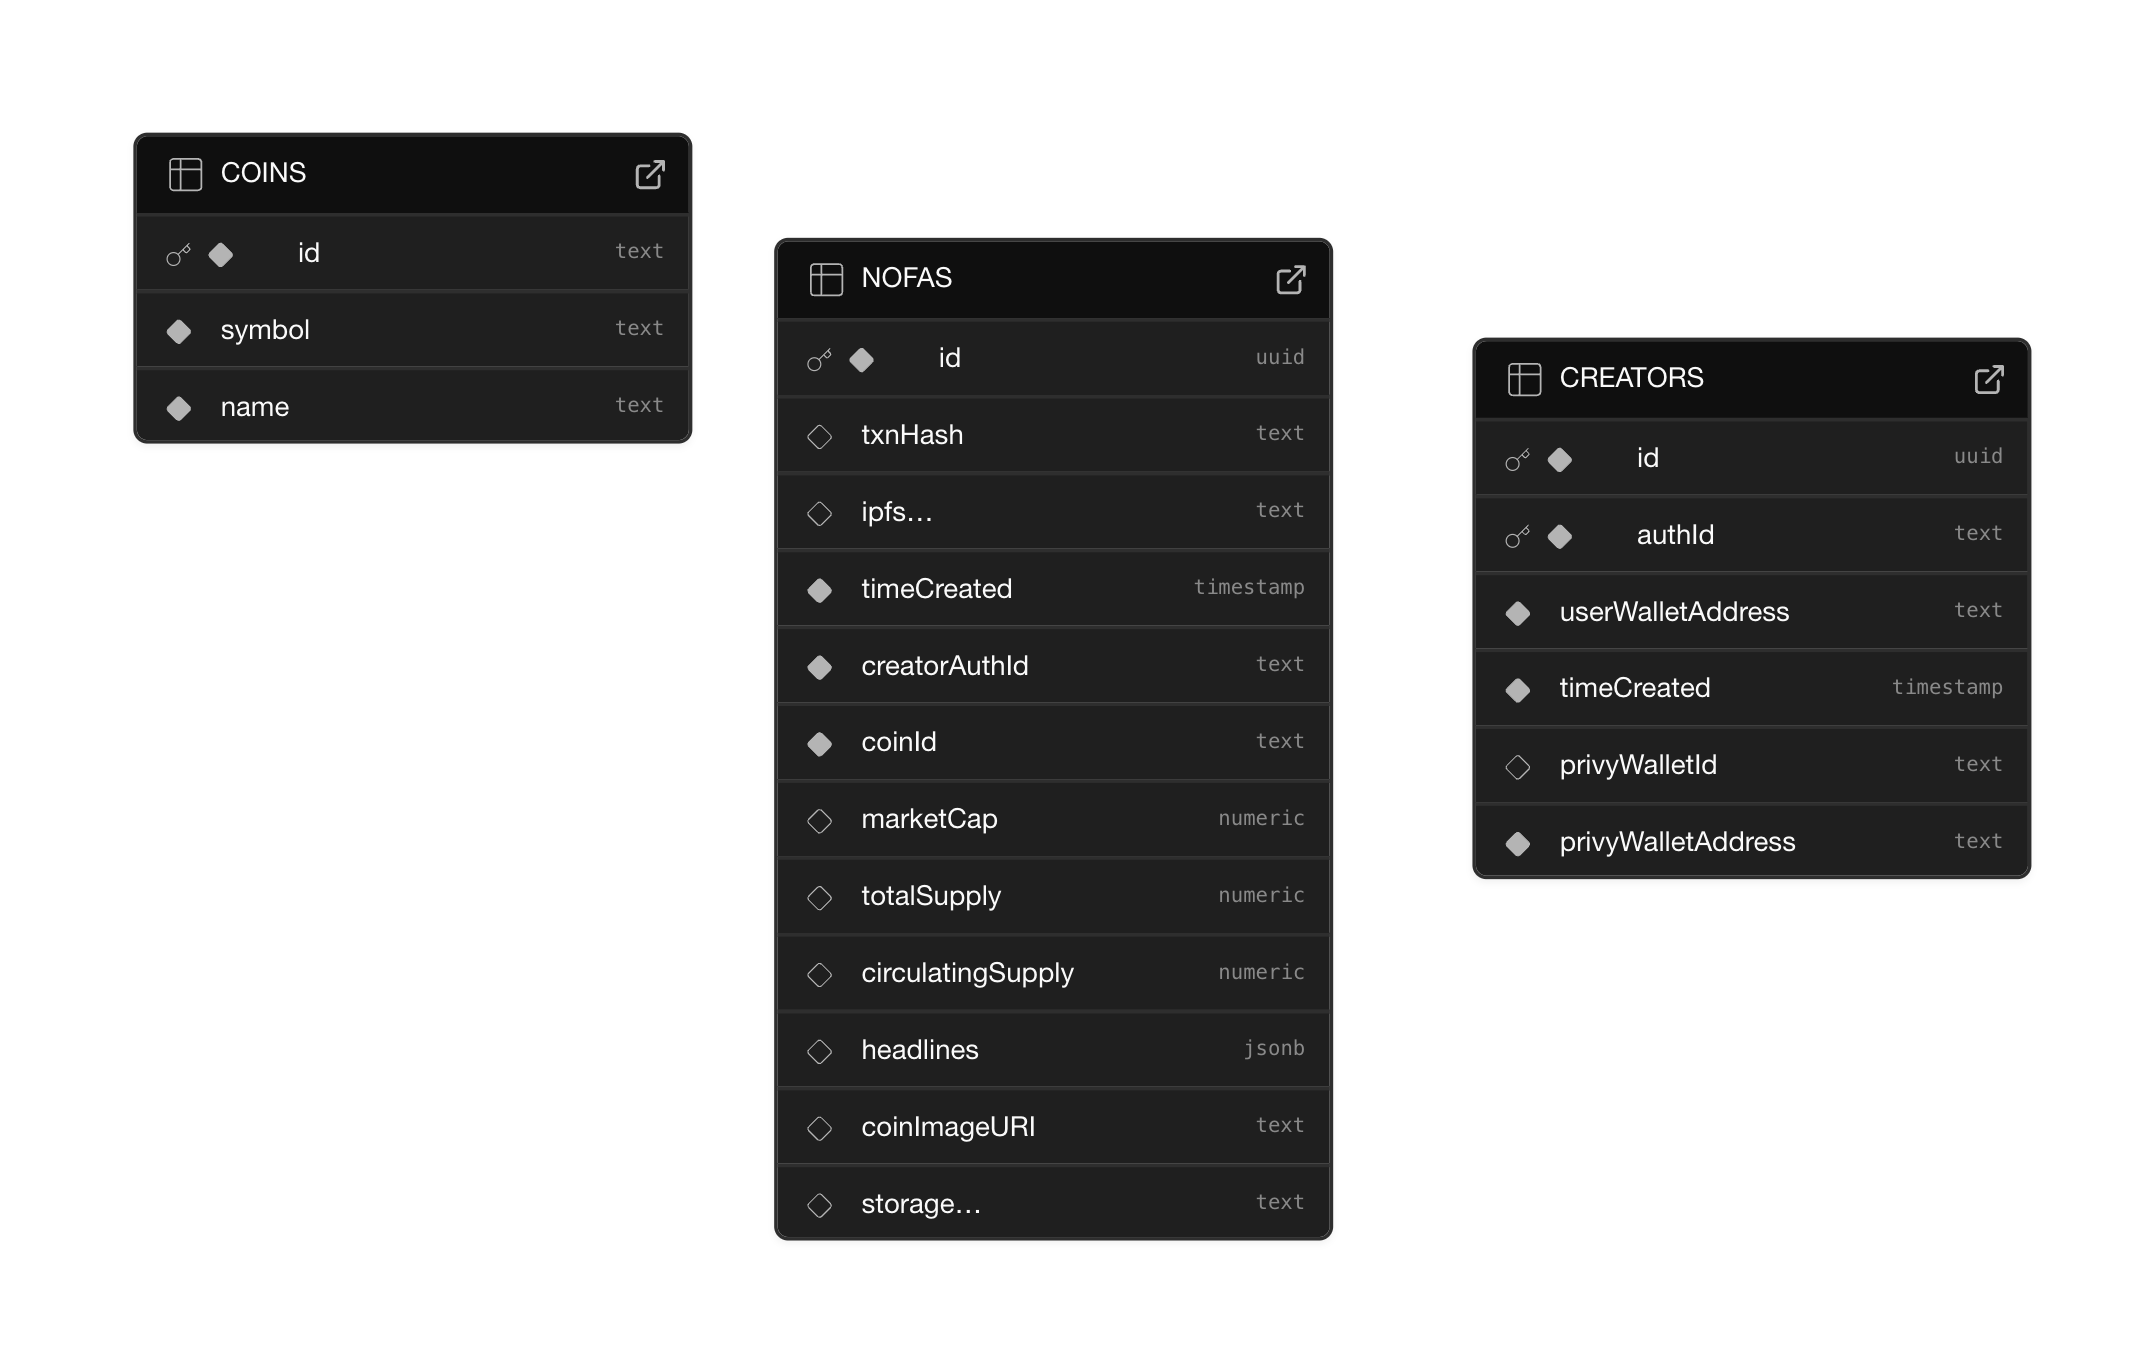 COINS
id text
symbol text
name text
NOFAS
id uuid
txnHash text
ipfs... text
timeCreated timestamp
creatorAuthId text
coinId text
marketCap numeric
totalSupply numeric
circulatingSupply numeric
headlines jsonb
coinImageURI text
storage... text
CREATORS
id uuid
authId text
userWalletAddress text
timeCreated timestamp
privyWalletId text
privyWalletAddress text